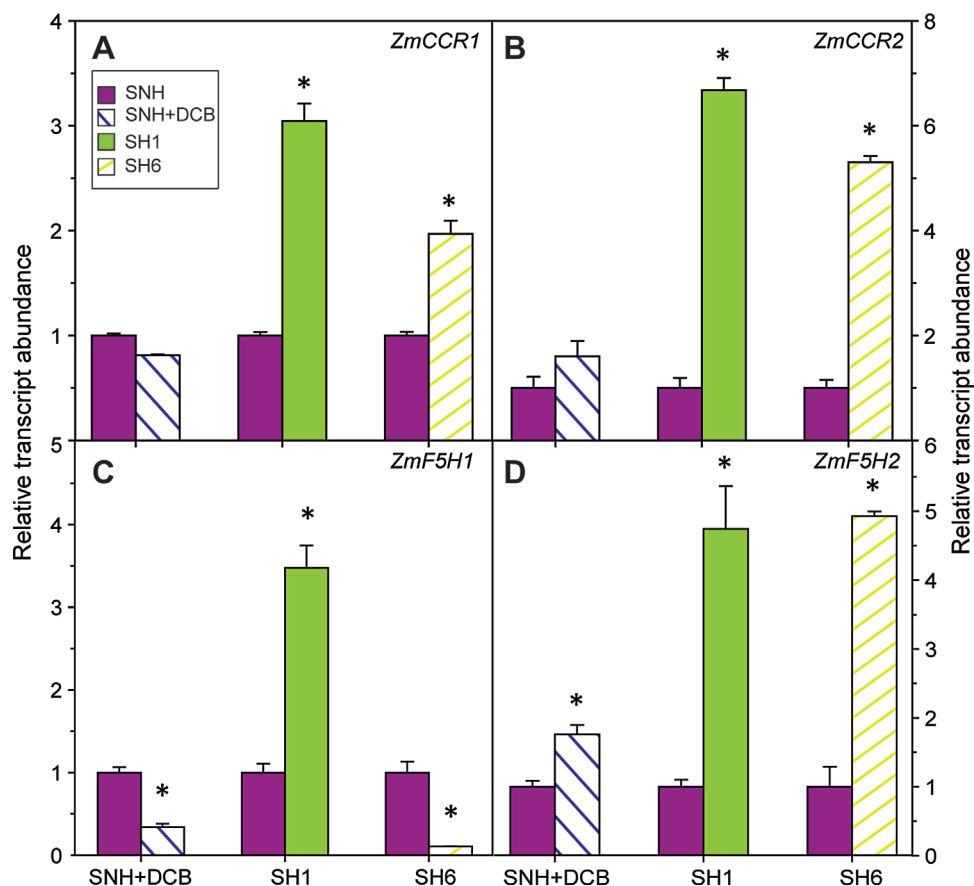 A
ZmCCR1
SNH
SNH+DCB
SH1
SH6
*
*
4
3
2
1
B
ZmCCR2
*
*
8
6
4
2
C
ZmF5H1
*
*
*
5
4
3
2
1
0
D
ZmF5H2
*
*
*
6
5
4
3
2
1
0
Relative transcript abundance
Relative transcript abundance
SNH+DCB SH1 SH6 SNH+DCB SH1 SH6